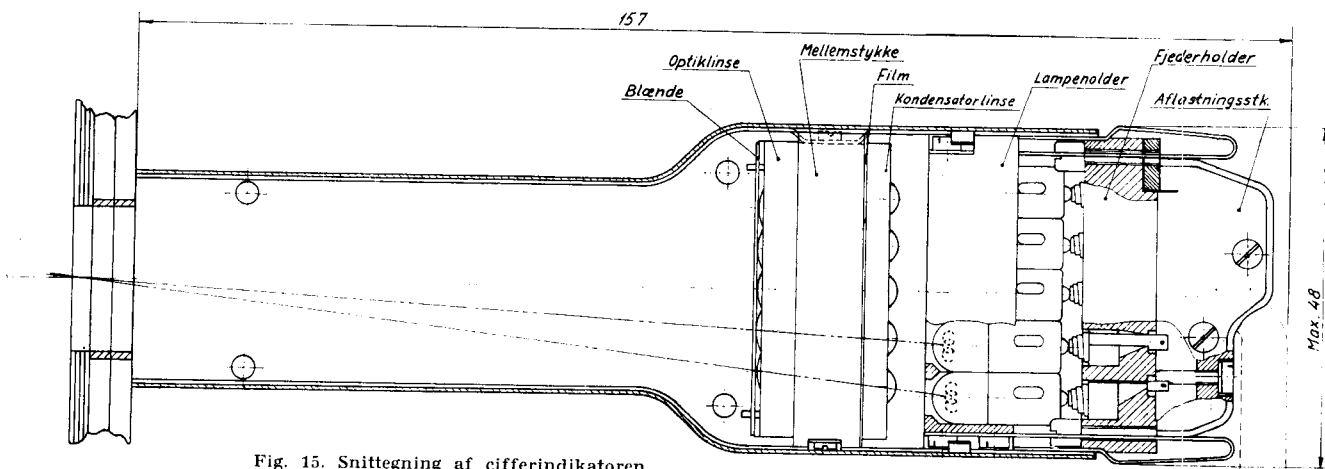 157
Mellemstykke
Optiklinse
Film
Fjederholder
Blænde
Kondensatorlinse
Lampeholder
Aflastningsstk.
Max. 48
Fig. 15. Snittegning af cifferindikatoren